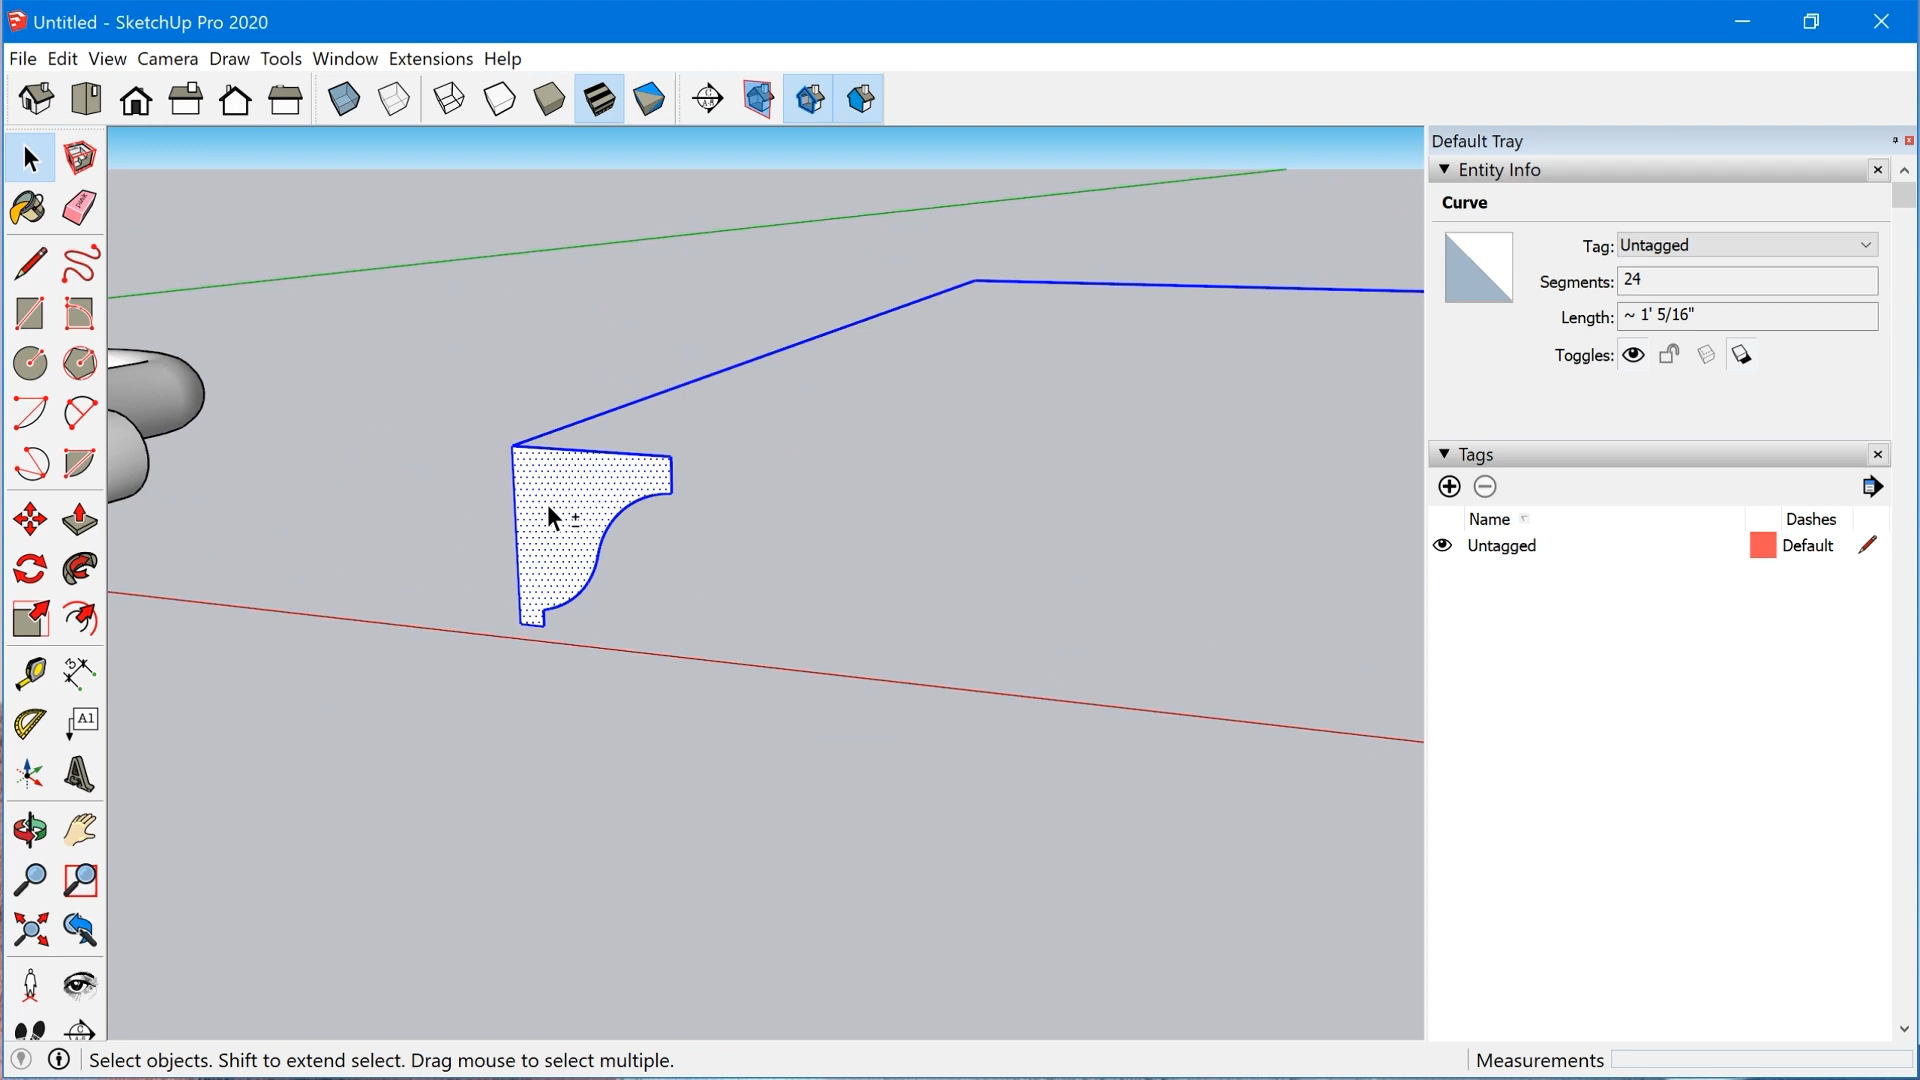 Untitled - SketchUp Pro 2020
File Edit View Camera Draw Tools Window Extensions Help
Default Tray
Entity Info
Curve
Tag: Untagged
Segments: 24
Length: ~ 1' 5/16"
Toggles:
Tags
Name Dashes
Untagged Default
A1
Select objects. Shift to extend select. Drag mouse to select multiple.
Measurements